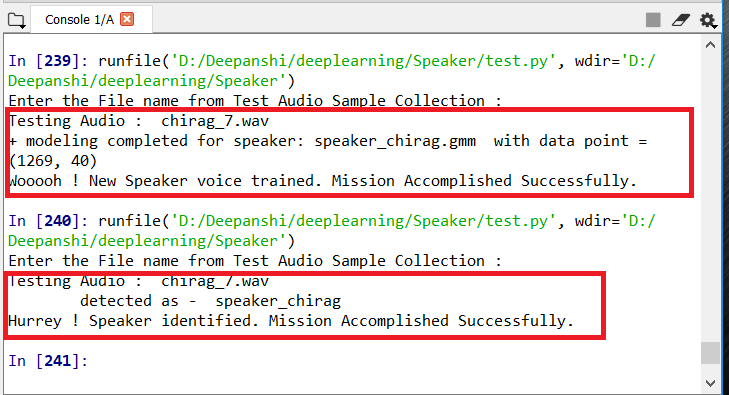 Console 1/A
In [239]: runfile('D:/Deepanshi/deeplearning/Speaker/test.py', wdir='D:/
Deepanshi/deeplearning/Speaker')
Enter the File name from Test Audio Sample Collection :
Testing Audio :  chirag_7.wav
+ modeling completed for speaker: speaker_chirag.gmm  with data point =
(1269, 40)
Wooooh ! New Speaker voice trained. Mission Accomplished Successfully.
In [240]: runfile('D:/Deepanshi/deeplearning/Speaker/test.py', wdir='D:/
Deepanshi/deeplearning/Speaker')
Enter the File name from Test Audio Sample Collection :
Testing Audio :  chirag_7.wav
        detected as -  speaker_chirag
Hurrey ! Speaker identified. Mission Accomplished Successfully.
In [241]: